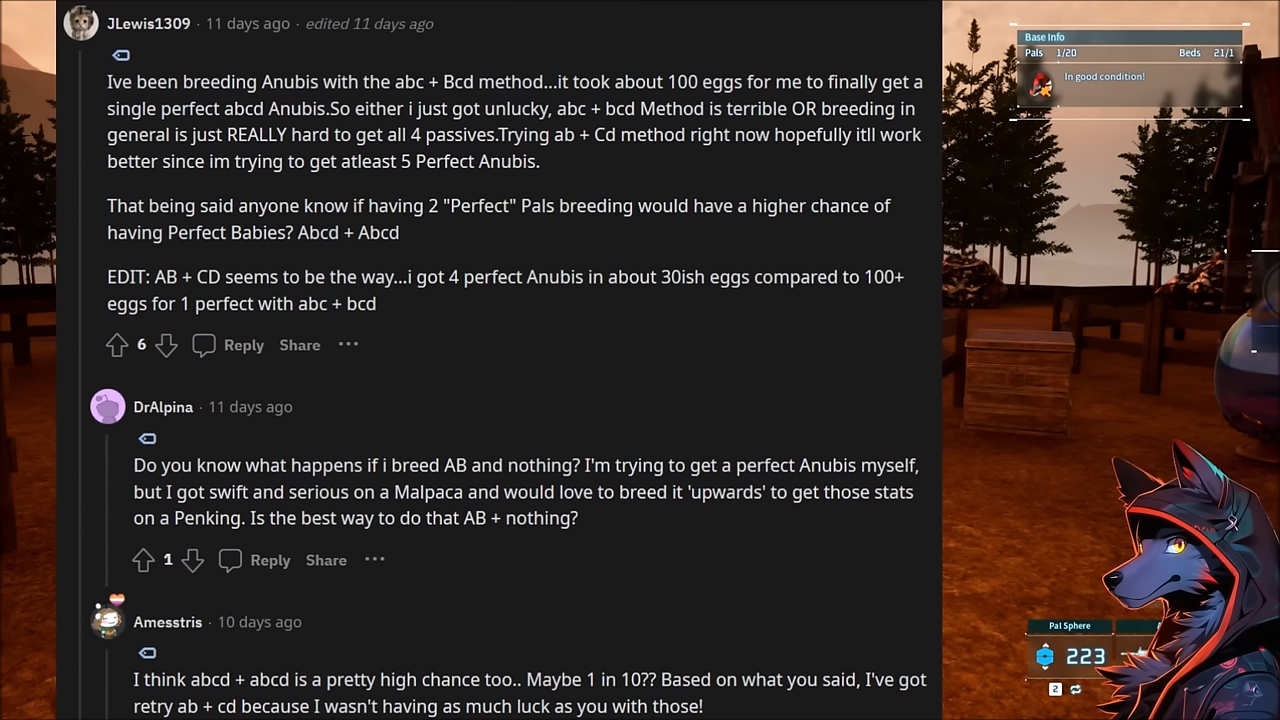 JLewis1309 · 11 days ago · edited 11 days ago
Ive been breeding Anubis with the abc + Bcd method...it took about 100 eggs for me to finally get a
single perfect abcd Anubis.So either i just got unlucky, abc + bcd Method is terrible OR breeding in
general is just REALLY hard to get all 4 passives.Trying ab + Cd method right now hopefully itll work
better since im trying to get atleast 5 Perfect Anubis.
That being said anyone know if having 2 "Perfect" Pals breeding would have a higher chance of
having Perfect Babies? Abcd + Abcd
EDIT: AB + CD seems to be the way...i got 4 perfect Anubis in about 30ish eggs compared to 100+
eggs for 1 perfect with abc + bcd
6 Reply Share ...
DrAlpina · 11 days ago
Do you know what happens if i breed AB and nothing? I'm trying to get a perfect Anubis myself,
but I got swift and serious on a Malpaca and would love to breed it 'upwards' to get those stats
on a Penking. Is the best way to do that AB + nothing?
1 Reply Share ...
Amesstris · 10 days ago
I think abcd + abcd is a pretty high chance too.. Maybe 1 in 10?? Based on what you said, I've got
retry ab + cd because I wasn't having as much luck as you with those!
Base Info
Pals 1/20 Beds 21/1
In good condition!
Pal Sphere
223
2